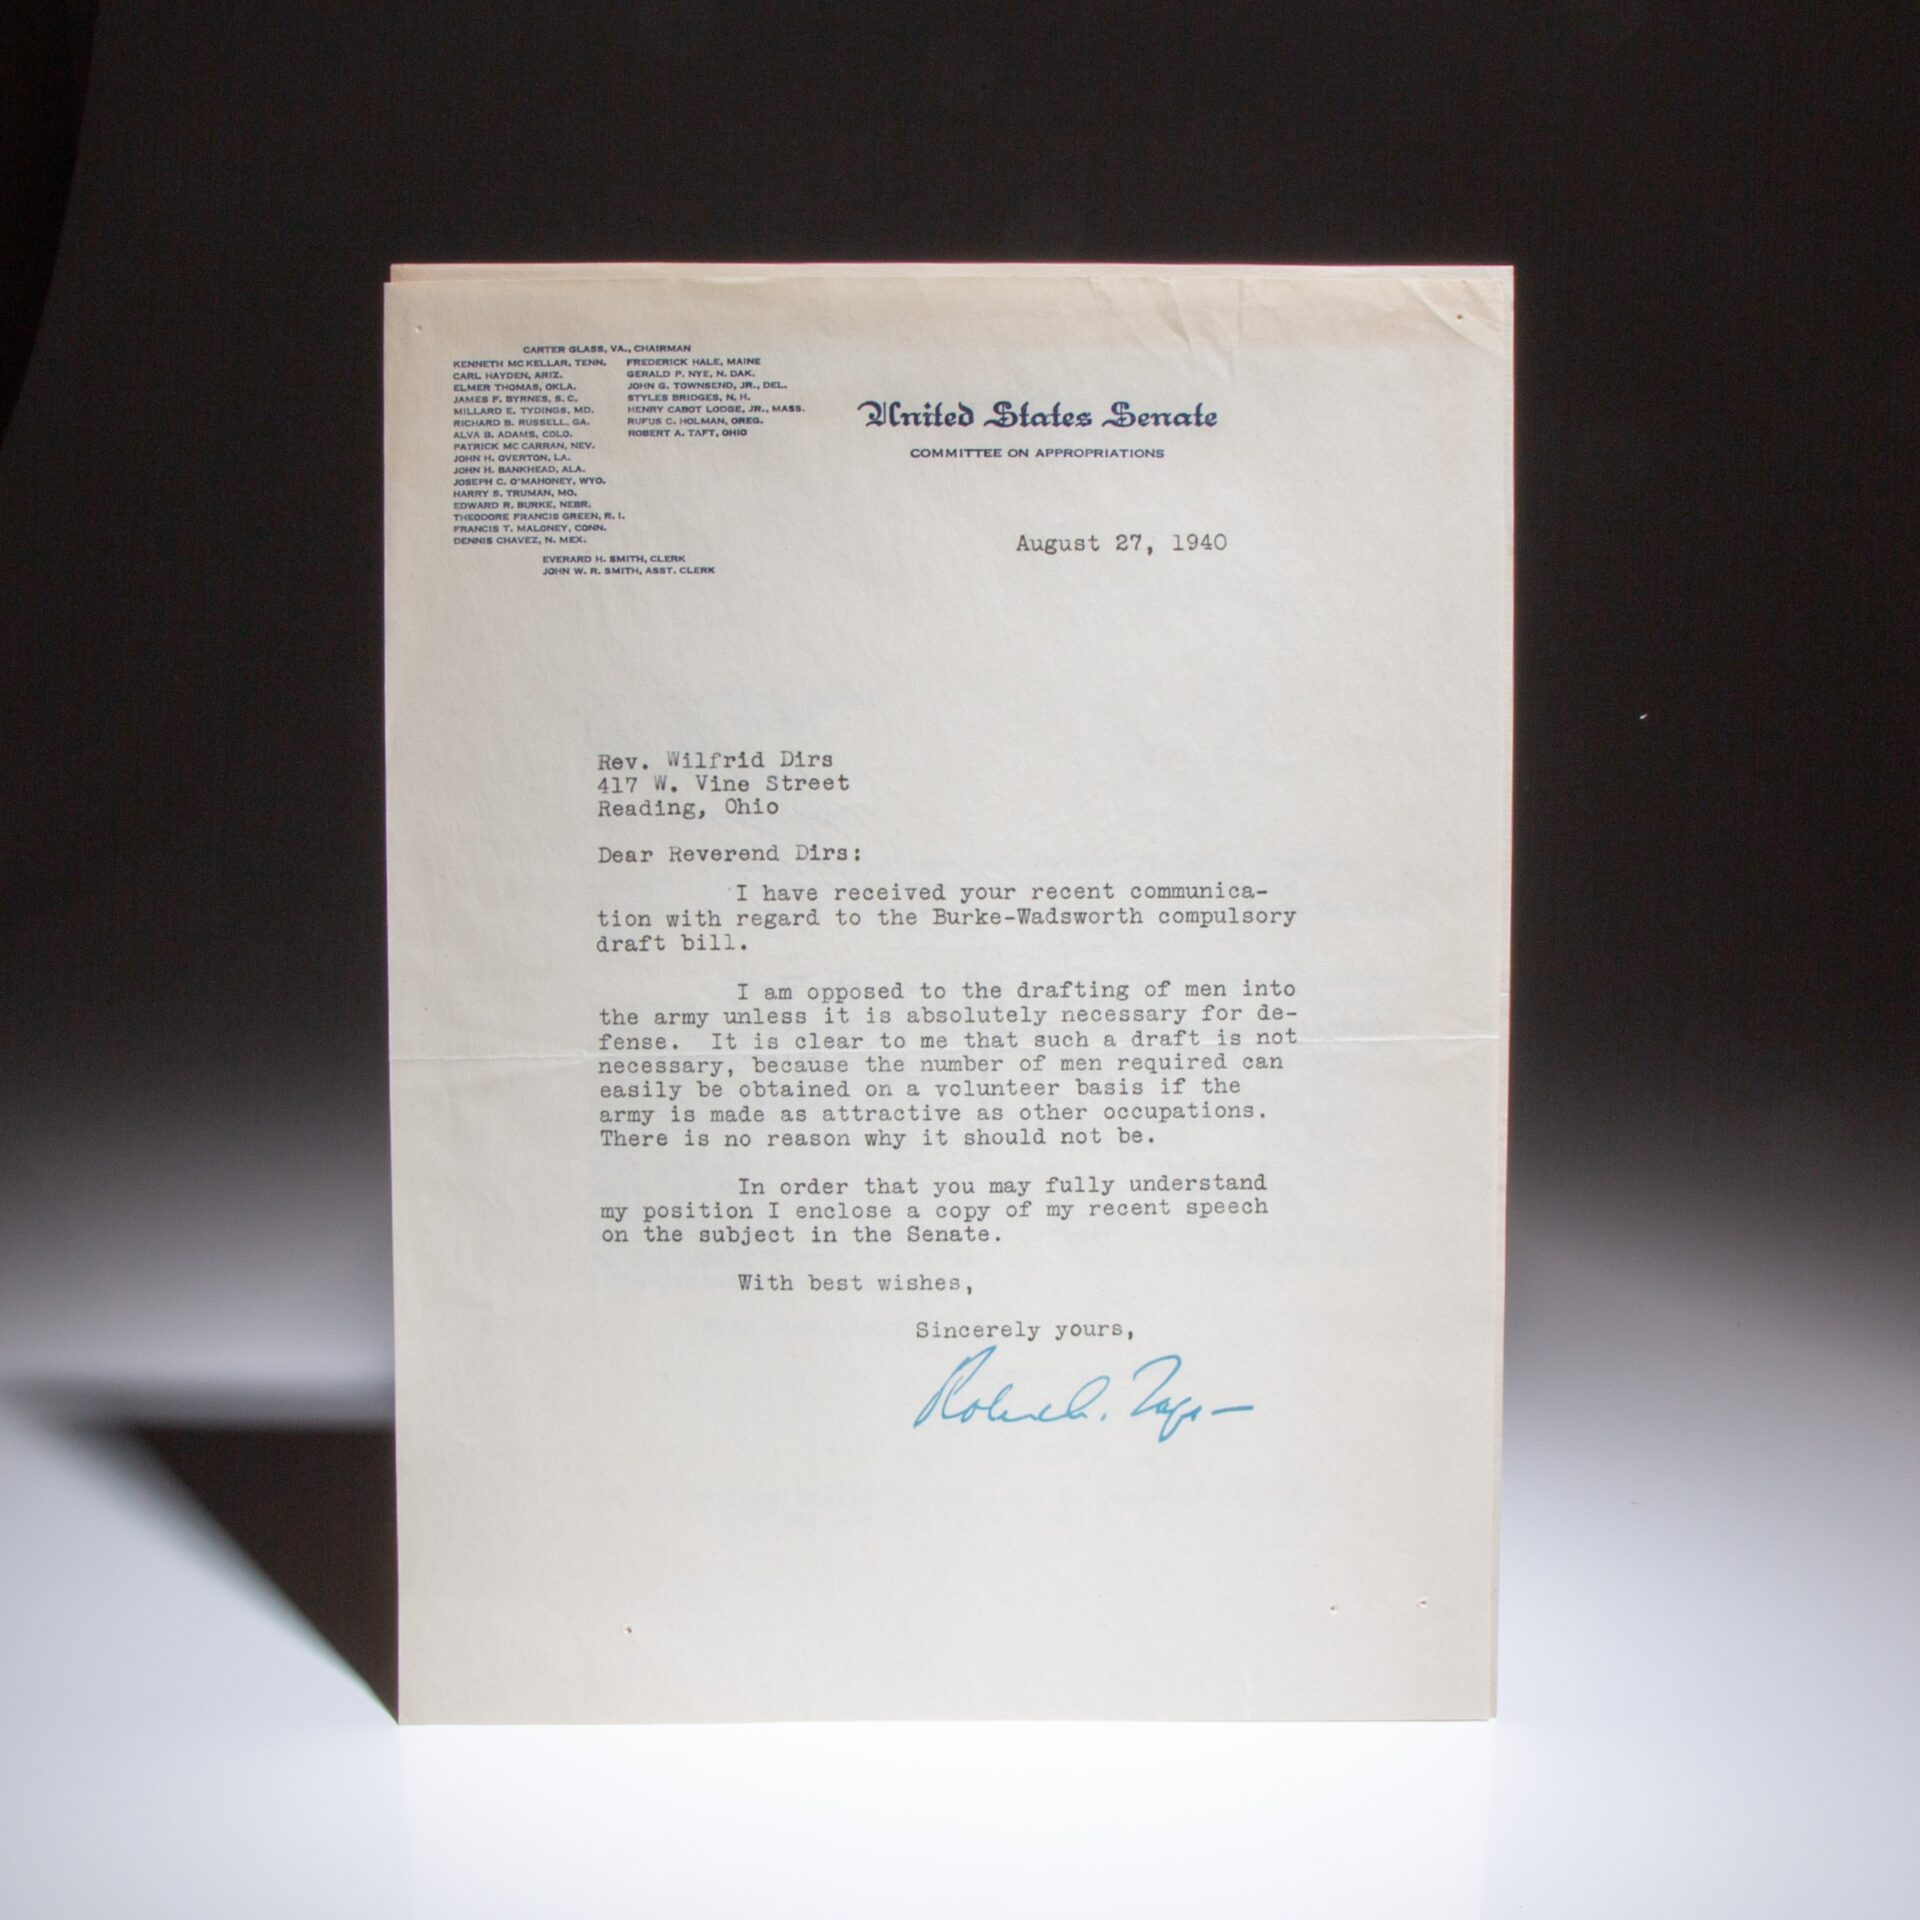 CARTER GLASS, VA., CHAIRMAN
KENNETH MC KELLAR, TENN.
CARL HAYDEN, ARIZ.
ELMER THOMAS, OKLA.
JAMES F. BYRNES, S. C.
MILLARD E. TYDINGS, MD.
RICHARD B. RUSSELL, GA.
ALVA B. ADAMS, COLO.
PATRICK MC CARRAN, NEV.
JOHN H. OVERTON, LA.
JOHN H. BANKHEAD, ALA.
JOSEPH C. O'MAHONEY, WYO.
HARRY S. TRUMAN, MO.
EDWARD R. BURKE, NEBR.
THEODORE FRANCIS GREEN, R. I.
FRANCIS T. MALONEY, CONN.
DENNIS CHAVEZ, N. MEX.
FREDERICK HALE, MAINE
GERALD P. NYE, N. DAK.
JOHN G. TOWNSEND, JR., DEL.
STYLES BRIDGES, N. H.
HENRY CABOT LODGE, JR., MASS.
RUFUS C. HOLMAN, OREG.
ROBERT A. TAFT, OHIO
EVERARD H. SMITH, CLERK
JOHN W. R. SMITH, ASST. CLERK
United States Senate
COMMITTEE ON APPROPRIATIONS
August 27, 1940
Rev. Wilfrid Dirs
417 W. Vine Street
Reading, Ohio
Dear Reverend Dirs:
I have received your recent communica-
tion with regard to the Burke-Wadsworth compulsory
draft bill.
I am opposed to the drafting of men into
the army unless it is absolutely necessary for de-
fense. It is clear to me that such a draft is not
necessary, because the number of men required can
easily be obtained on a volunteer basis if the
army is made as attractive as other occupations.
There is no reason why it should not be.
In order that you may fully understand
my position I enclose a copy of my recent speech
on the subject in the Senate.
With best wishes,
Sincerely yours,
Robert A. Taft